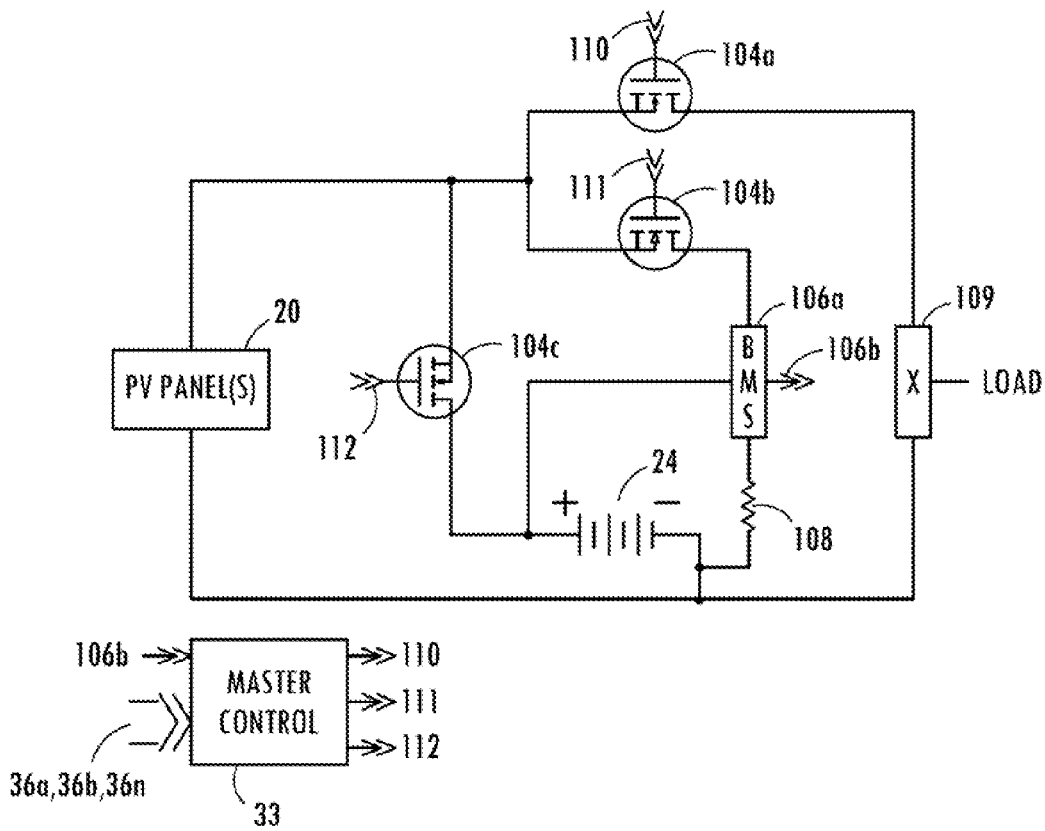 110
104a
111
104b
20
PV PANEL(S)
104c
112
106a
BMS
106b
109
X
LOAD
24
+
−
108
106b
MASTER
CONTROL
110
111
112
36a,36b,36n
33